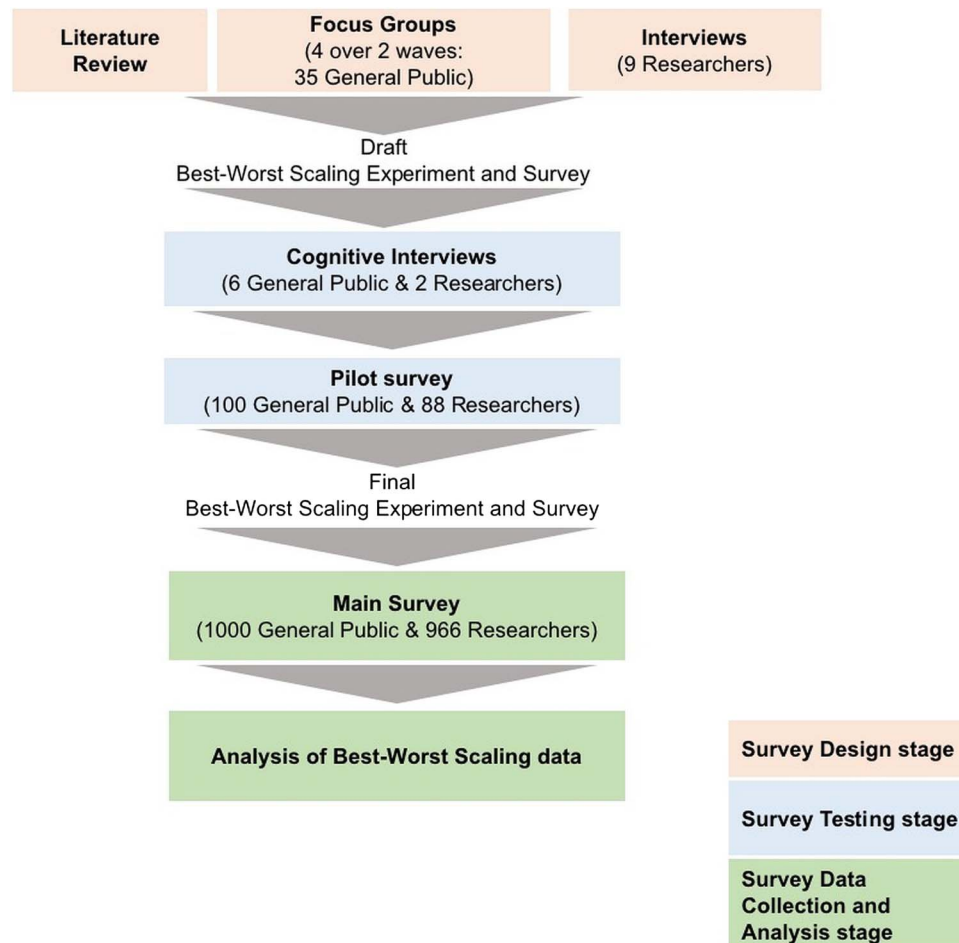 Literature
Review
Focus Groups
(4 over 2 waves:
35 General Public)
Interviews
(9 Researchers)
Draft
Best-Worst Scaling Experiment and Survey
Cognitive Interviews
(6 General Public & 2 Researchers)
Pilot survey
(100 General Public & 88 Researchers)
Final
Best-Worst Scaling Experiment and Survey
Main Survey
(1000 General Public & 966 Researchers)
Analysis of Best-Worst Scaling data
Survey Design stage
Survey Testing stage
Survey Data
Collection and
Analysis stage